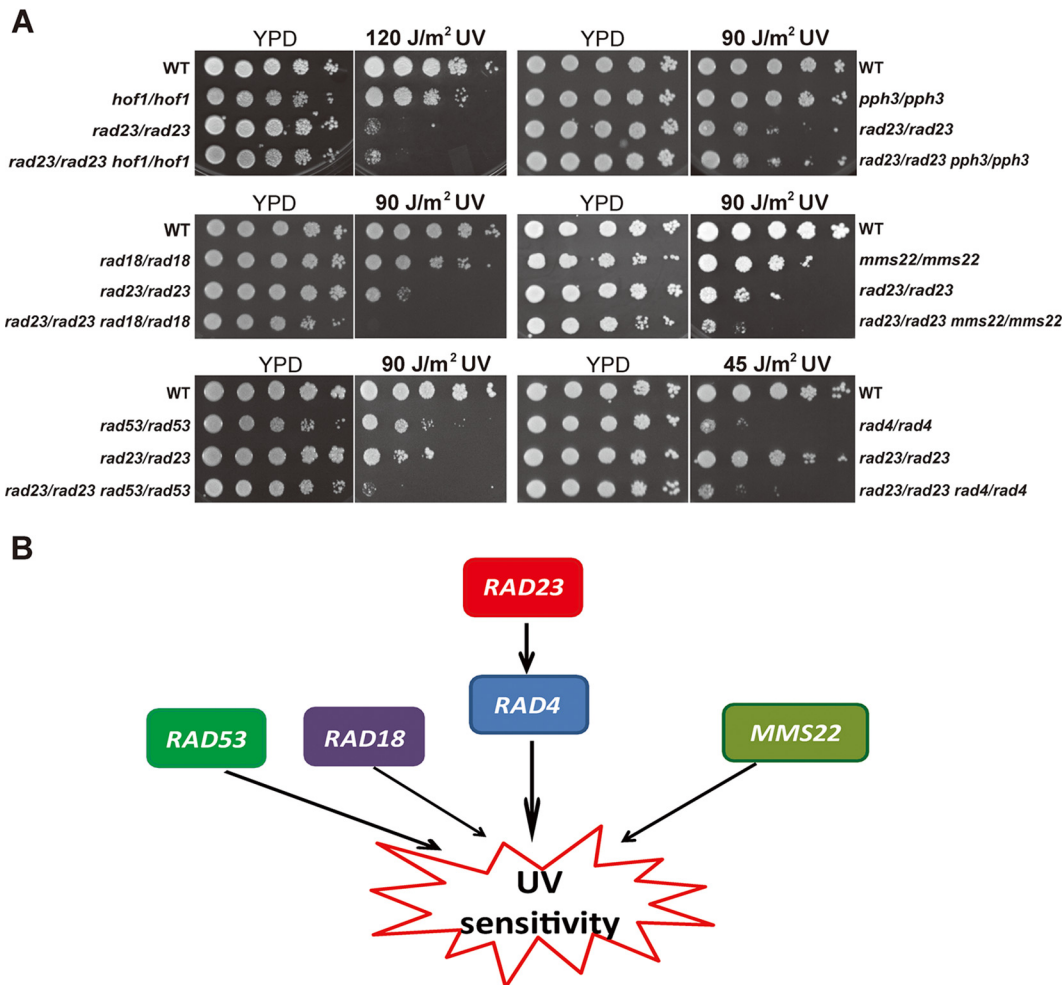 A
YPD 120 J/m² UV YPD 90 J/m² UV
WT WT
hof1/hof1 pph3/pph3
rad23/rad23 rad23/rad23
rad23/rad23 hof1/hof1 rad23/rad23 pph3/pph3
YPD 90 J/m² UV YPD 90 J/m² UV
WT WT
rad18/rad18 mms22/mms22
rad23/rad23 rad23/rad23
rad23/rad23 rad18/rad18 rad23/rad23 mms22/mms22
YPD 90 J/m² UV YPD 45 J/m² UV
WT WT
rad53/rad53 rad4/rad4
rad23/rad23 rad23/rad23
rad23/rad23 rad53/rad53 rad23/rad23 rad4/rad4
B
RAD23
RAD4
RAD53 RAD18 MMS22
UV
sensitivity